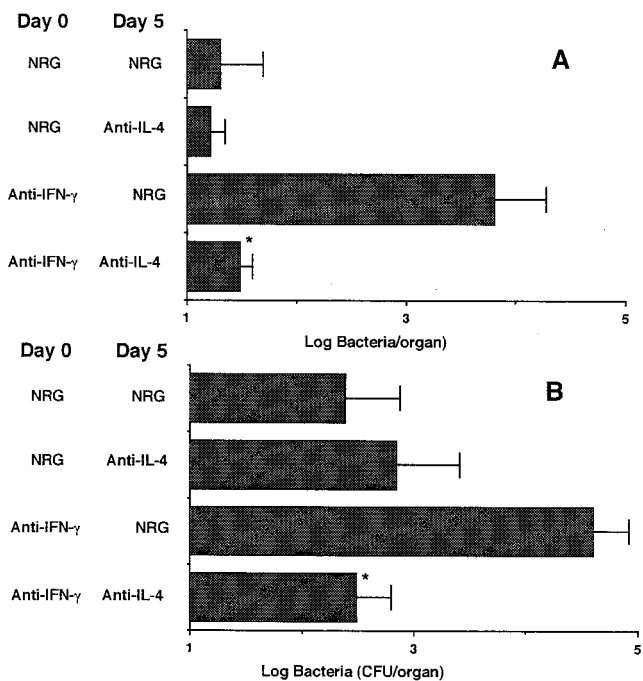 Day 0 Day 5
A
NRG NRG
NRG Anti-IL-4
Anti-IFN-γ NRG
Anti-IFN-γ Anti-IL-4 *
1 3 5
Log Bacteria/organ)
Day 0 Day 5
B
NRG NRG
NRG Anti-IL-4
Anti-IFN-γ NRG
Anti-IFN-γ Anti-IL-4 *
1 3 5
Log Bacteria (CFU/organ)